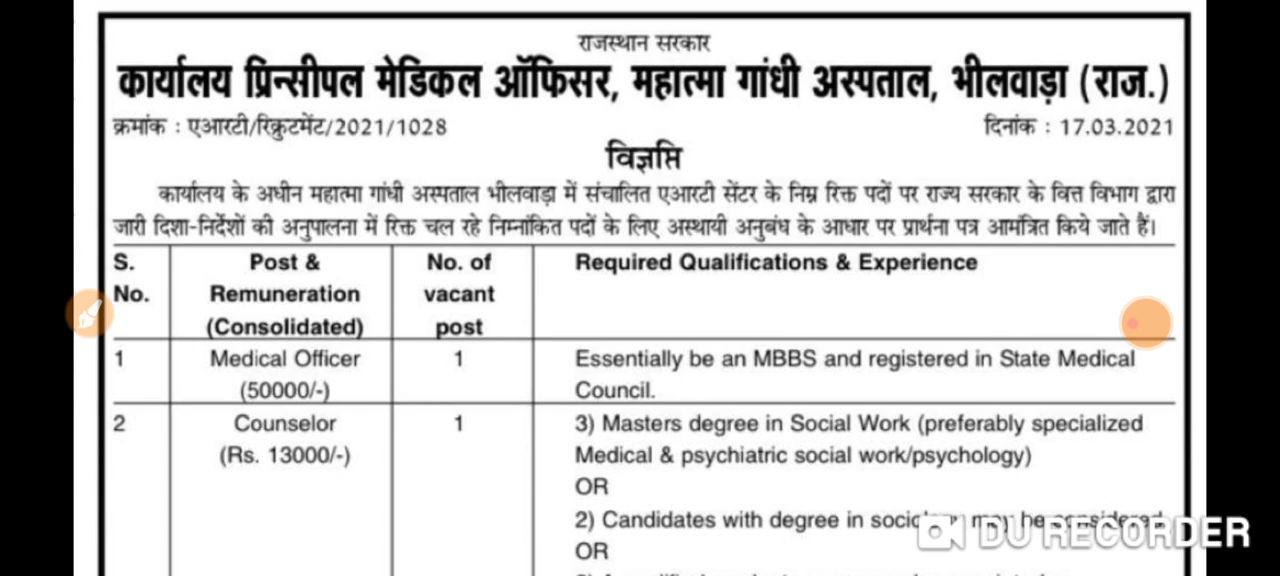 राजस्थान सरकार
कार्यालय प्रिन्सीपल मेडिकल ऑफिसर, महात्मा गांधी अस्पताल, भीलवाड़ा (राज.)
क्रमांक : एआरटी/रिक्रुटमेंट/2021/1028 दिनांक : 17.03.2021
विज्ञप्ति
कार्यालय के अधीन महात्मा गांधी अस्पताल भीलवाड़ा में संचालित एआरटी सेंटर के निम्न रिक्त पदों पर राज्य सरकार के वित्त विभाग द्वारा
जारी दिशा-निर्देशों की अनुपालना में रिक्त चल रहे निम्नांकित पदों के लिए अस्थायी अनुबंध के आधार पर प्रार्थना पत्र आमंत्रित किये जाते हैं।
S. Post & No. of Required Qualifications & Experience
No. Remuneration vacant
(Consolidated) post
1 Medical Officer 1 Essentially be an MBBS and registered in State Medical
(50000/-) Council.
2 Counselor 1 3) Masters degree in Social Work (preferably specialized
(Rs. 13000/-) Medical & psychiatric social work/psychology)
OR
2) Candidates with degree in sociology may be considered
OR
DU RECORDER